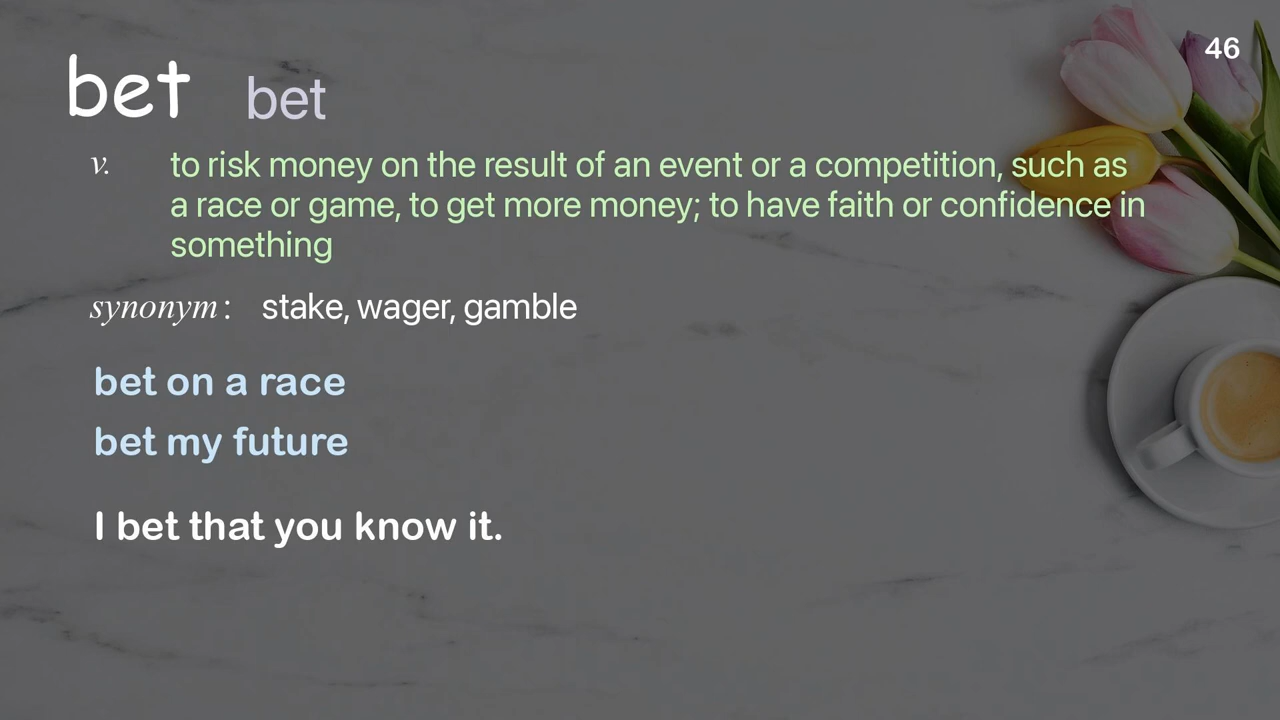 46
bet bet
v. to risk money on the result of an event or a competition, such as
a race or game, to get more money; to have faith or confidence in
something
synonym: stake, wager, gamble
bet on a race
bet my future
I bet that you know it.